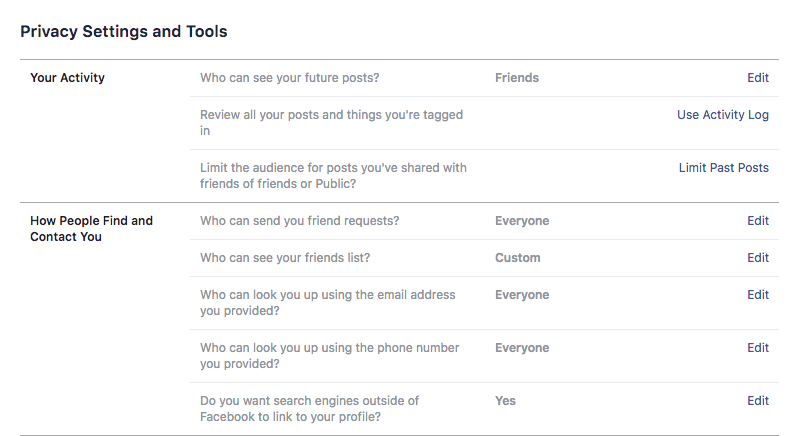 Privacy Settings and Tools
Your Activity
Who can see your future posts?
Friends
Edit
Review all your posts and things you're tagged
in
Use Activity Log
Limit the audience for posts you've shared with
friends of friends or Public?
Limit Past Posts
How People Find and
Contact You
Who can send you friend requests?
Everyone
Edit
Who can see your friends list?
Custom
Edit
Who can look you up using the email address
you provided?
Everyone
Edit
Who can look you up using the phone number
you provided?
Everyone
Edit
Do you want search engines outside of
Facebook to link to your profile?
Yes
Edit